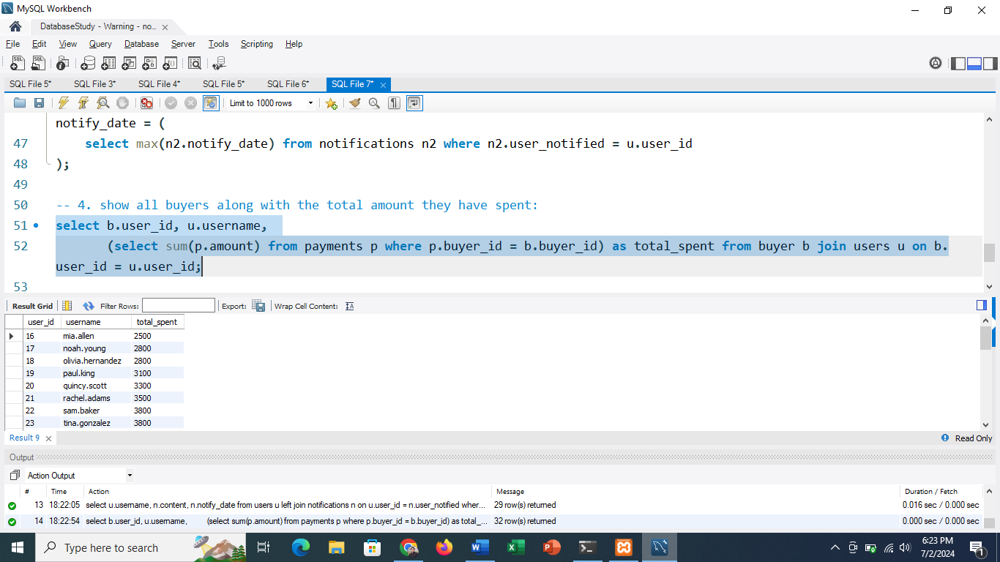 MySQL Workbench
DatabaseStudy - Warning - no...
File Edit View Query Database Server Tools Scripting Help
SQL File 5* SQL File 3* SQL File 4* SQL File 5* SQL File 6* SQL File 7*
Limit to 1000 rows
notify_date = (
47 select max(n2.notify_date) from notifications n2 where n2.user_notified = u.user_id
48 );
49
50 -- 4. show all buyers along with the total amount they have spent:
51 select b.user_id, u.username,
52 (select sum(p.amount) from payments p where p.buyer_id = b.buyer_id) as total_spent from buyer b join users u on b.
user_id = u.user_id;
53
Result Grid Filter Rows: Export: Wrap Cell Content:
user_id username total_spent
16 mia.allen 2500
17 noah.young 2800
18 olivia.hernandez 2800
19 paul.king 3100
20 quincy.scott 3300
21 rachel.adams 3500
22 sam.baker 3800
23 tina.gonzalez 3800
Result 9 Read Only
Output
Action Output
# Time Action Message Duration / Fetch
13 18:22:05 select u.username, n.content, n.notify_date from users u left join notifications n on u.user_id = n.user_notified wher... 29 row(s) returned 0.016 sec / 0.000 sec
14 18:22:54 select b.user_id, u.username, (select sum(p.amount) from payments p where p.buyer_id = b.buyer_id) as total_... 32 row(s) returned 0.000 sec / 0.000 sec
Type here to search
6:23 PM
7/2/2024
1